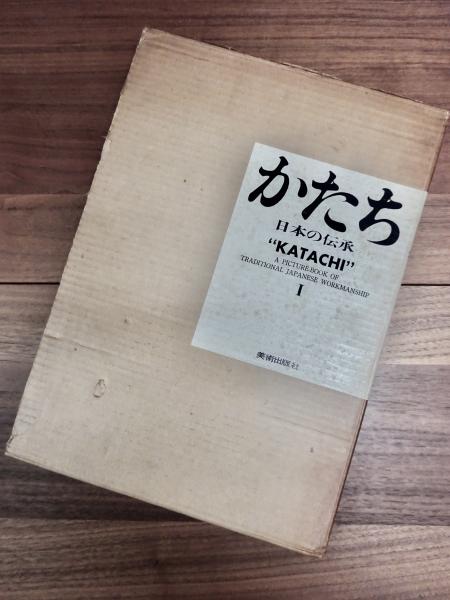 かたち
日本の伝承
“KATACHI”
A PICTURE-BOOK OF
TRADITIONAL JAPANESE WORKMANSHIP
I
美術出版社